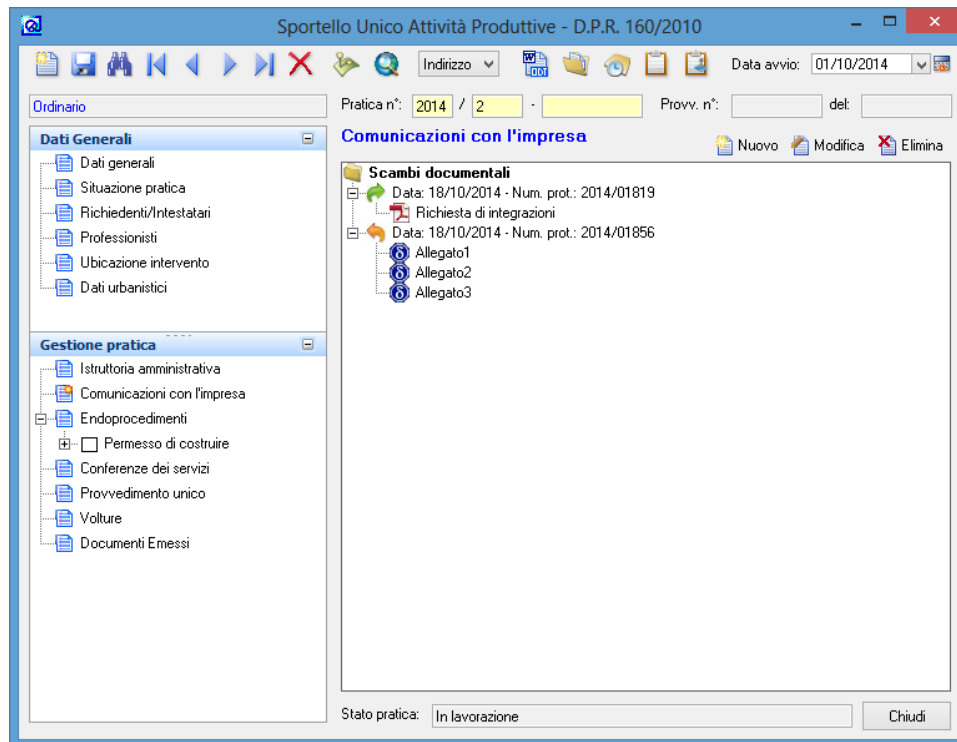 Sportello Unico Attività Produttive - D.P.R. 160/2010
Indirizzo
W
ODT
Data avvio: 01/10/2014
Ordinario
Pratica n°: 2014 / 2 -
Provv. n°:
del:
Dati Generali
Dati generali
Situazione pratica
Richiedenti/Intestatari
Professionisti
Ubicazione intervento
Dati urbanistici
Gestione pratica
Istruttoria amministrativa
Comunicazioni con l'impresa
Endoprocedimenti
Permesso di costruire
Conferenze dei servizi
Provvedimento unico
Volture
Documenti Emessi
Comunicazioni con l'impresa
Nuovo Modifica Elimina
Scambi documentali
Data: 18/10/2014 - Num. prot.: 2014/01819
Richiesta di integrazioni
Data: 18/10/2014 - Num. prot.: 2014/01856
Allegato1
Allegato2
Allegato3
Stato pratica: In lavorazione
Chiudi